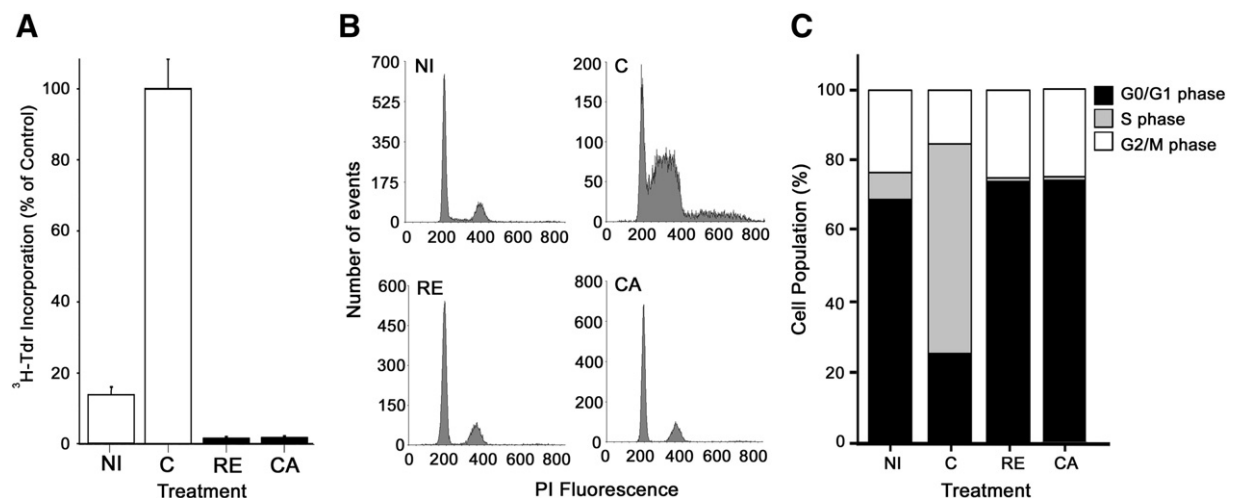 A
³H-Tdr Incorporation (% of Control)
100
80
60
40
20
0
NI C RE CA
Treatment
B
Number of events
NI
700
525
350
175
0
0 200 400 600 800
C
200
150
100
50
0
0 200 400 600 800
RE
600
450
300
150
0
0 200 400 600 800
CA
800
600
400
200
0
0 200 400 600 800
PI Fluorescence
C
Cell Population (%)
100
80
60
40
20
0
NI C RE CA
Treatment
G0/G1 phase
S phase
G2/M phase